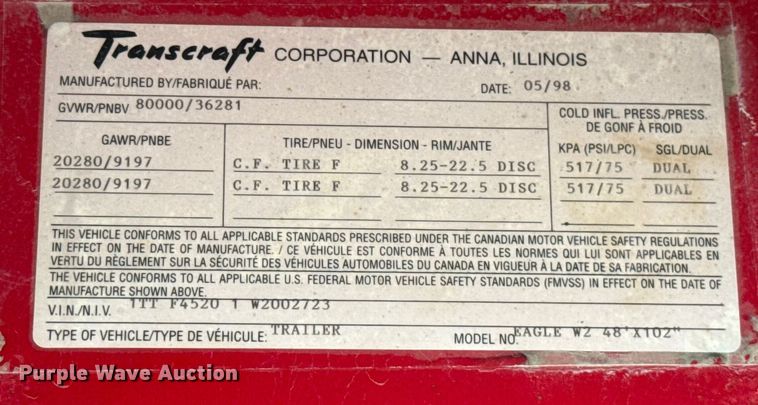 Transcraft CORPORATION — ANNA, ILLINOIS
MANUFACTURED BY/FABRIQUÉ PAR: DATE: 05/98
GVWR/PNBV 80000/36281 COLD INFL. PRESS./PRESS. DE GONF À FROID
GAWR/PNBE TIRE/PNEU - DIMENSION - RIM/JANTE KPA (PSI/LPC) SGL/DUAL
20280/9197 C.F. TIRE F 8.25-22.5 DISC 517/75 DUAL
20280/9197 C.F. TIRE F 8.25-22.5 DISC 517/75 DUAL
THIS VEHICLE CONFORMS TO ALL APPLICABLE STANDARDS PRESCRIBED UNDER THE CANADIAN MOTOR VEHICLE SAFETY REGULATIONS
IN EFFECT ON THE DATE OF MANUFACTURE. / CE VÉHICULE EST CONFORME À TOUTES LES NORMES QUI LUI SONT APPLICABLES EN
VERTU DU RÈGLEMENT SUR LA SÉCURITÉ DES VÉHICULES AUTOMOBILES DU CANADA EN VIGUEUR À LA DATE DE SA FABRICATION.
THE VEHICLE CONFORMS TO ALL APPLICABLE U.S. FEDERAL MOTOR VEHICLE SAFETY STANDARDS (FMVSS) IN EFFECT ON THE DATE OF
MANUFACTURE SHOWN ABOVE.
V.I.N./N.I.V. 1TT F4520 1 W2002723
TYPE OF VEHICLE/TYPE DE VÉHICULE: TRAILER MODEL NO. EAGLE W2 48'X102"
Purple Wave Auction